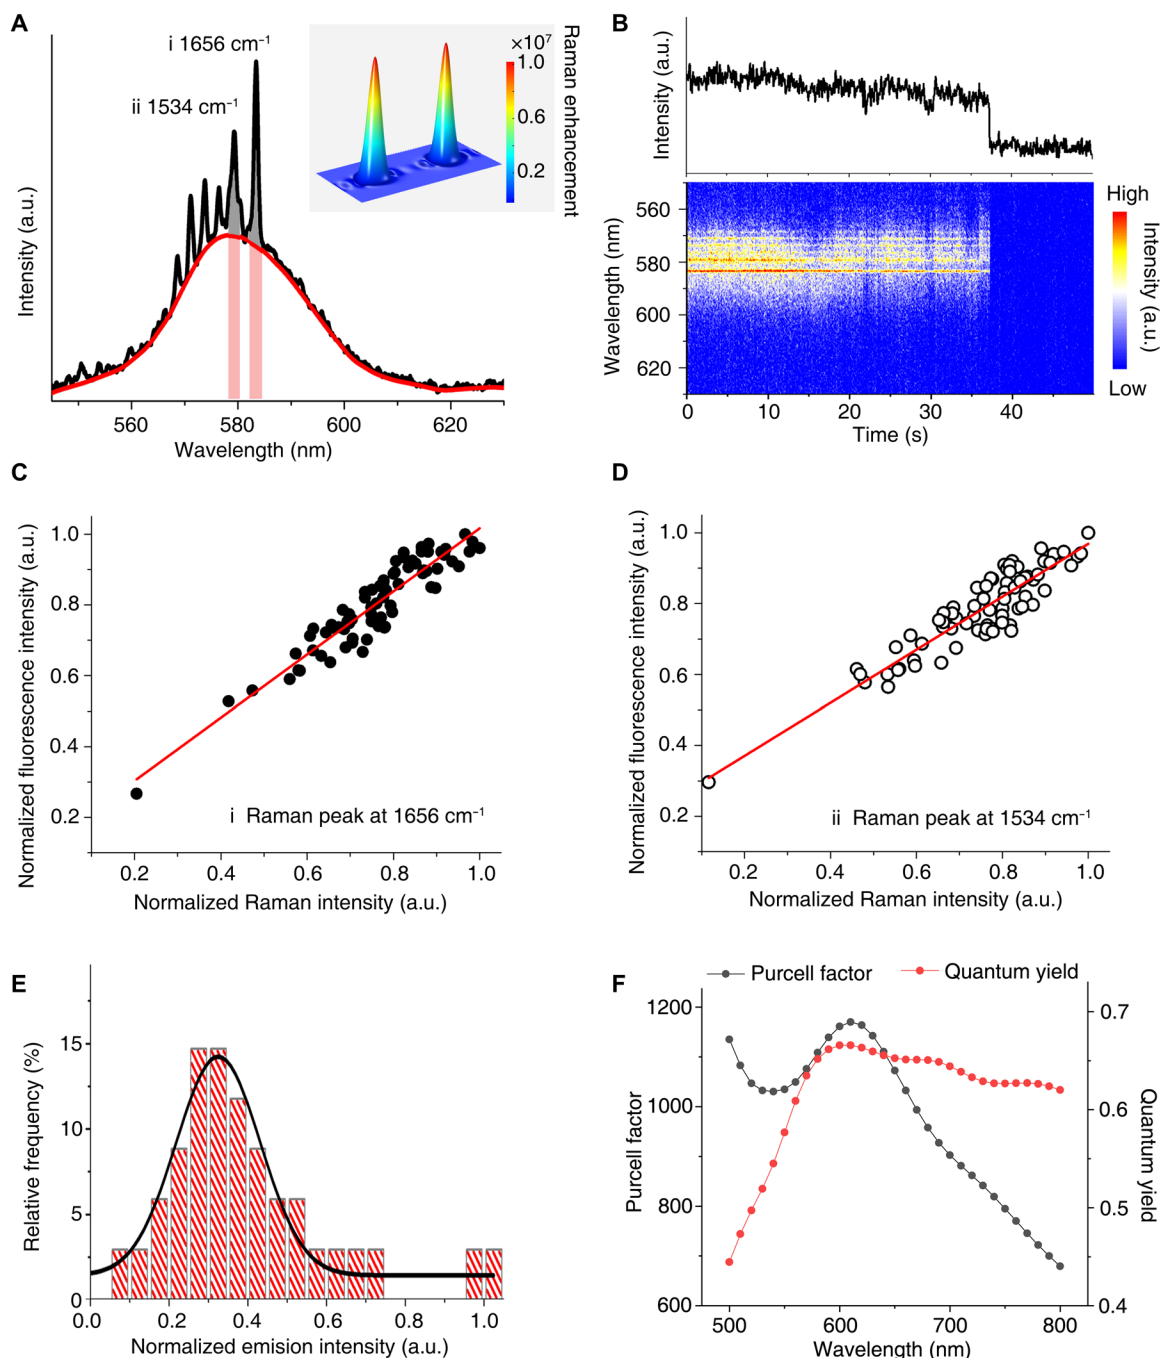 A
i 1656 cm⁻¹
ii 1534 cm⁻¹
×10⁷
1.0
0.6
0.2
Raman enhancement
Intensity (a.u.)
560
580
600
620
Wavelength (nm)
B
Intensity (a.u.)
560
580
600
620
Wavelength (nm)
0
10
20
30
40
Time (s)
High
Low
Intensity (a.u.)
C
Normalized fluorescence intensity (a.u.)
1.0
0.8
0.6
0.4
0.2
i Raman peak at 1656 cm⁻¹
0.2
0.4
0.6
0.8
1.0
Normalized Raman intensity (a.u.)
D
Normalized fluorescence intensity (a.u.)
1.0
0.8
0.6
0.4
0.2
ii Raman peak at 1534 cm⁻¹
0.2
0.4
0.6
0.8
1.0
Normalized Raman intensity (a.u.)
E
Relative frequency (%)
15
10
5
0
0.0
0.2
0.4
0.6
0.8
1.0
Normalized emision intensity (a.u.)
F
Purcell factor
Quantum yield
1200
1000
800
600
Purcell factor
0.7
0.6
0.5
0.4
Quantum yield
500
600
700
800
Wavelength (nm)